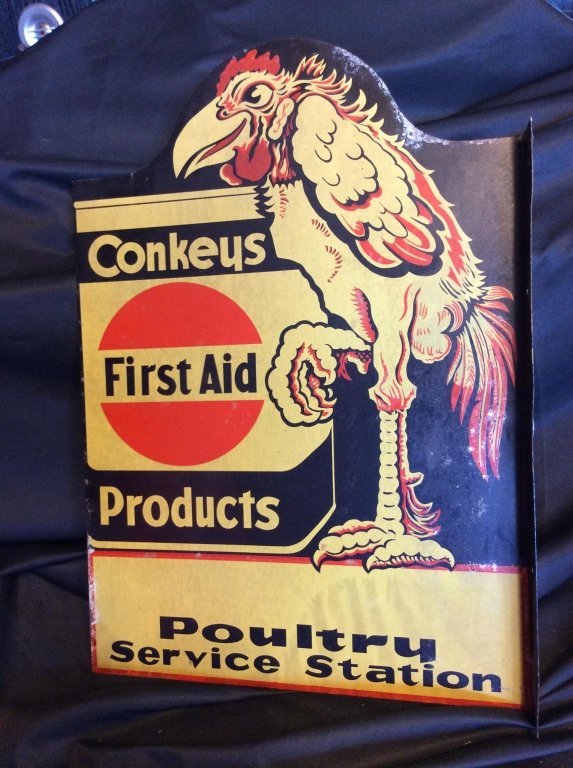 Conkeys
First Aid
Products
Poultry
Service Station